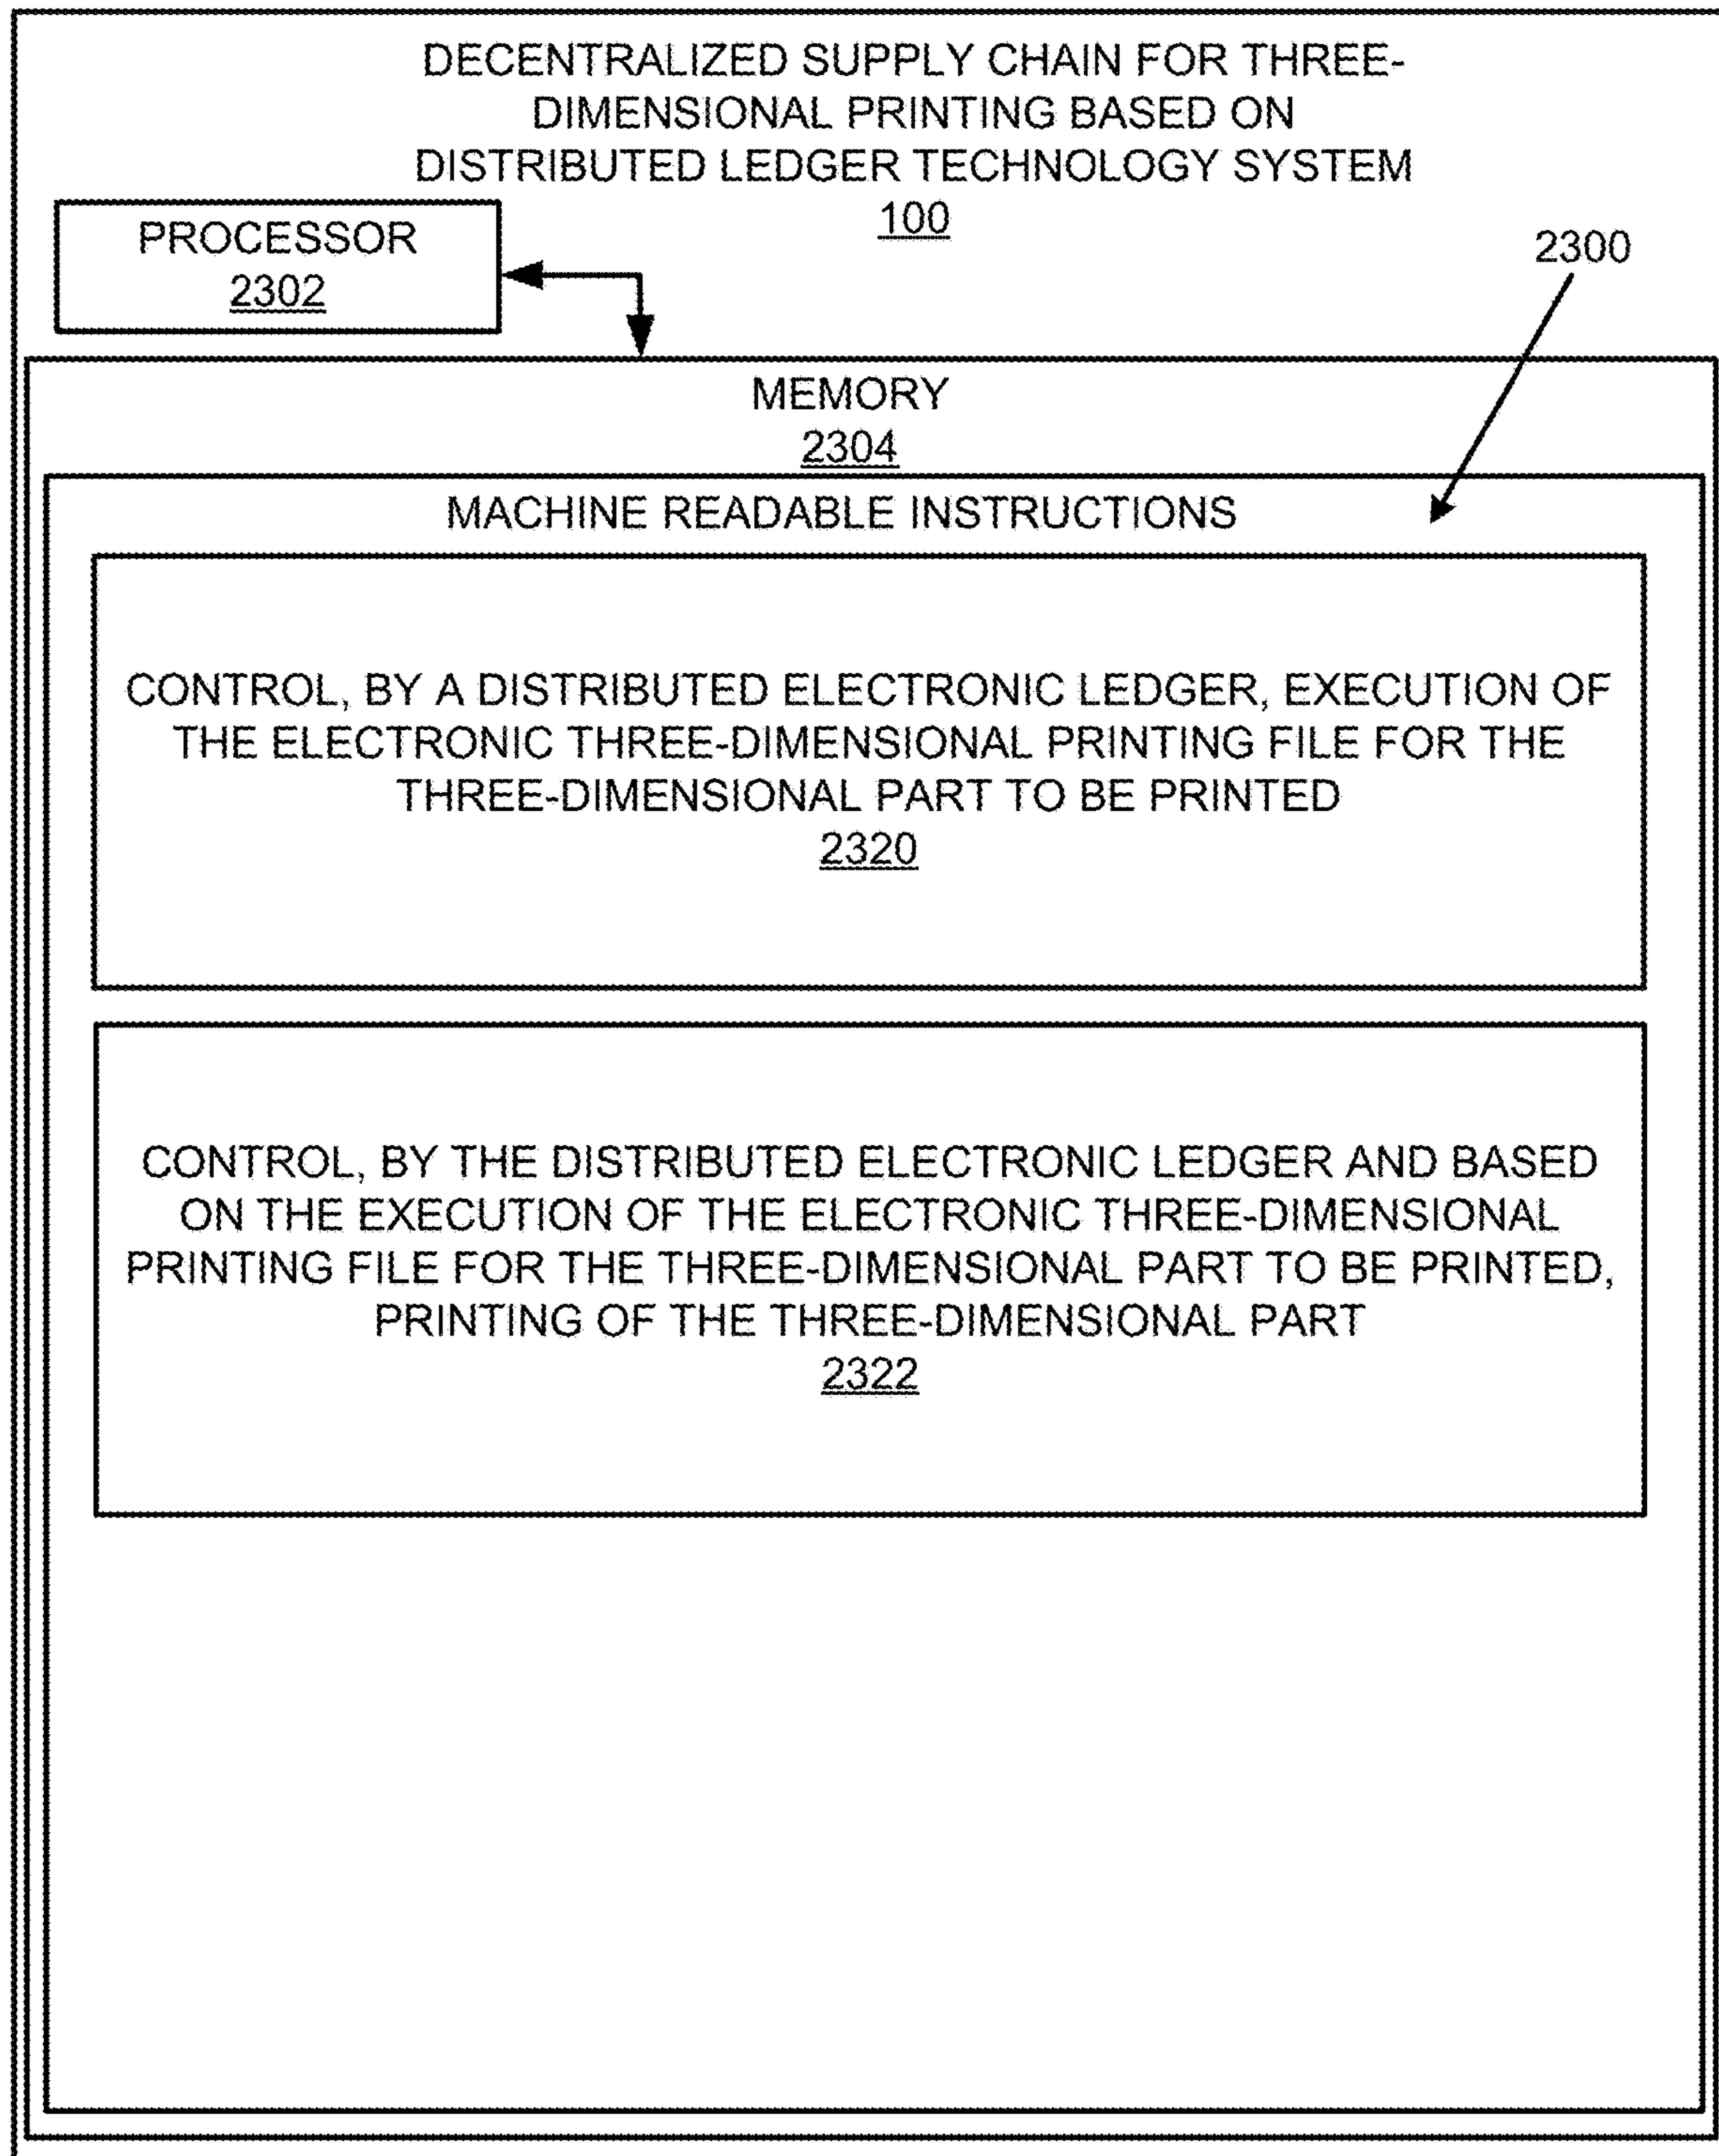 DECENTRALIZED SUPPLY CHAIN FOR THREE-
DIMENSIONAL PRINTING BASED ON
DISTRIBUTED LEDGER TECHNOLOGY SYSTEM
100
PROCESSOR
2302
2300
MEMORY
2304
MACHINE READABLE INSTRUCTIONS
CONTROL, BY A DISTRIBUTED ELECTRONIC LEDGER, EXECUTION OF
THE ELECTRONIC THREE-DIMENSIONAL PRINTING FILE FOR THE
THREE-DIMENSIONAL PART TO BE PRINTED
2320
CONTROL, BY THE DISTRIBUTED ELECTRONIC LEDGER AND BASED
ON THE EXECUTION OF THE ELECTRONIC THREE-DIMENSIONAL
PRINTING FILE FOR THE THREE-DIMENSIONAL PART TO BE PRINTED,
PRINTING OF THE THREE-DIMENSIONAL PART
2322